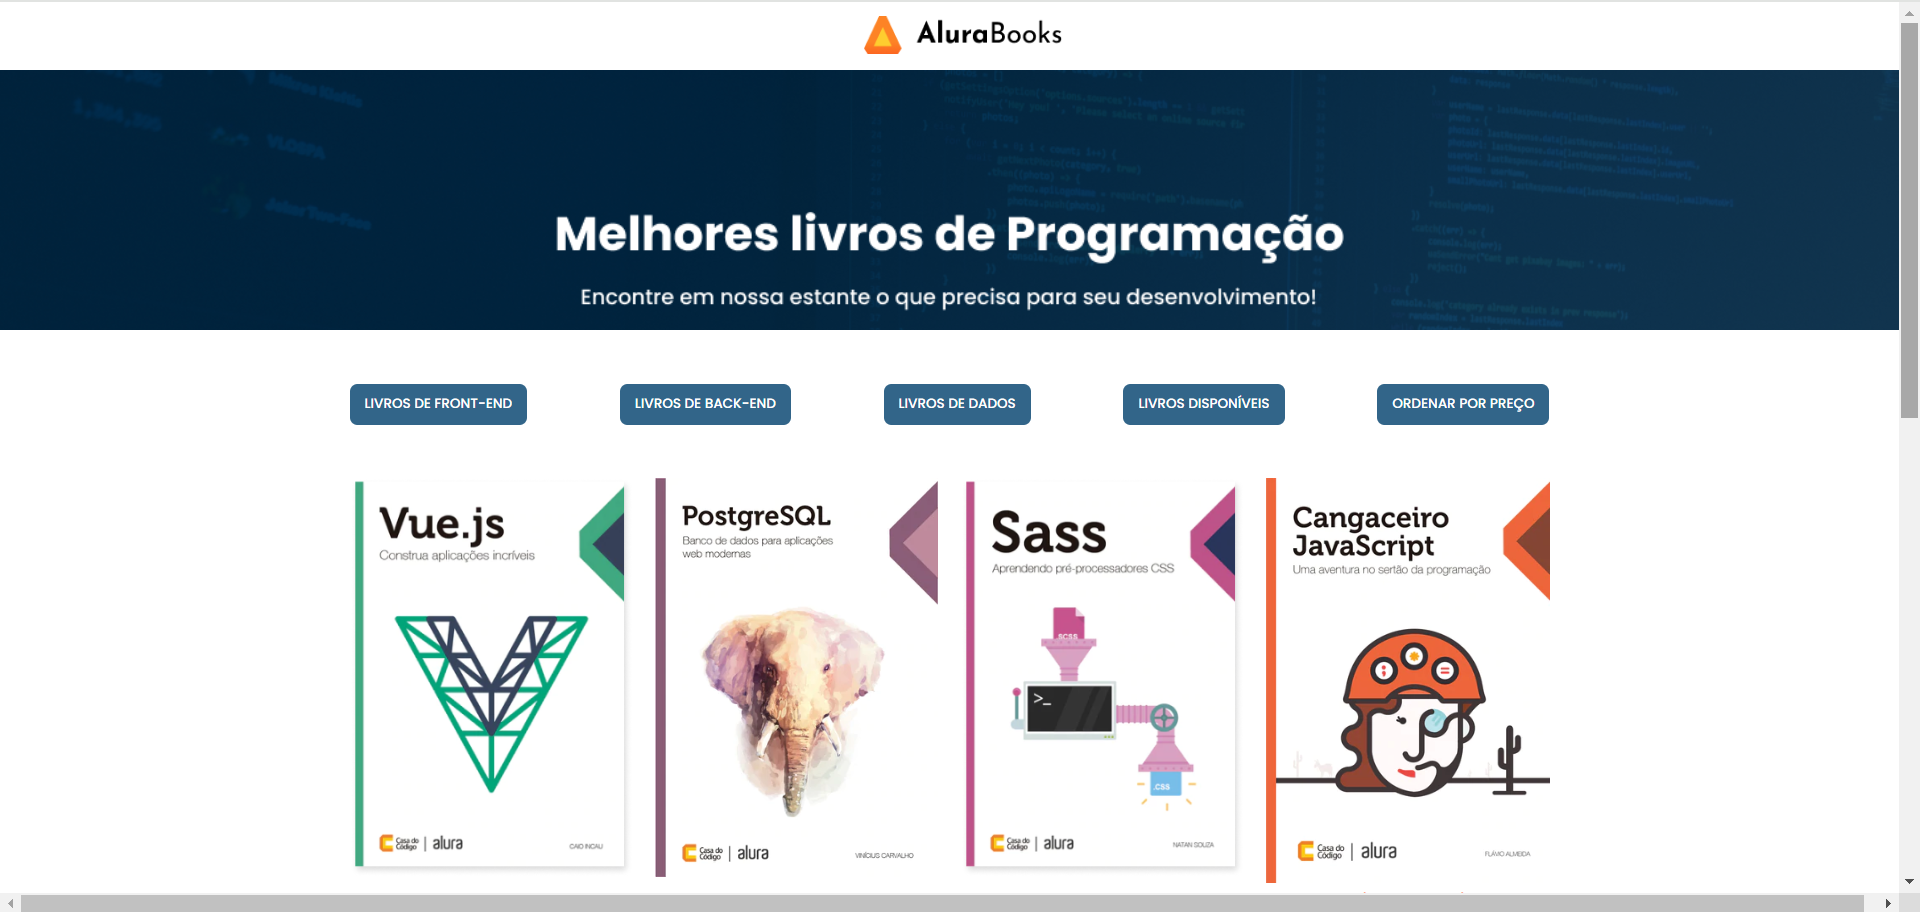 AluraBooks
Melhores livros de Programação
Encontre em nossa estante o que precisa para seu desenvolvimento!
LIVROS DE FRONT-END
LIVROS DE BACK-END
LIVROS DE DADOS
LIVROS DISPONÍVEIS
ORDENAR POR PREÇO
Vue.js
Construa aplicações incríveis
Casa do
Código
alura
CAIO INCAU
PostgreSQL
Banco de dados para aplicações
web modernas
Casa do
Código
alura
VINÍCIUS CARVALHO
Sass
Aprendendo pré-processadores CSS
SCSS
>_
.CSS
Casa do
Código
alura
NATAN SOUZA
Cangaceiro
JavaScript
Uma aventura no sertão da programação
; =
Casa do
Código
alura
FLÁVIO ALMEIDA